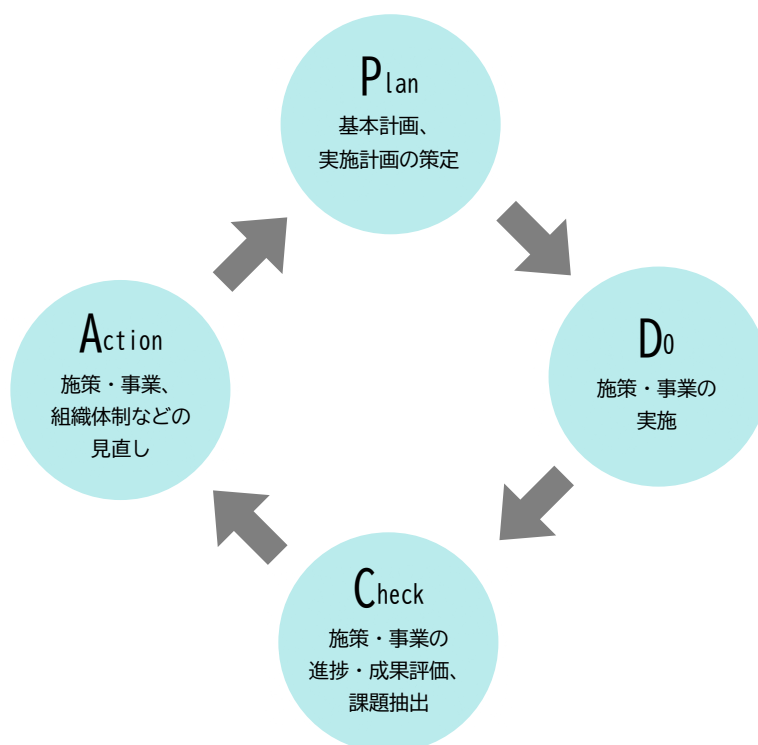 Plan
基本計画、
実施計画の策定
Do
施策・事業の
実施
Check
施策・事業の
進捗・成果評価、
課題抽出
Action
施策・事業、
組織体制などの
見直し